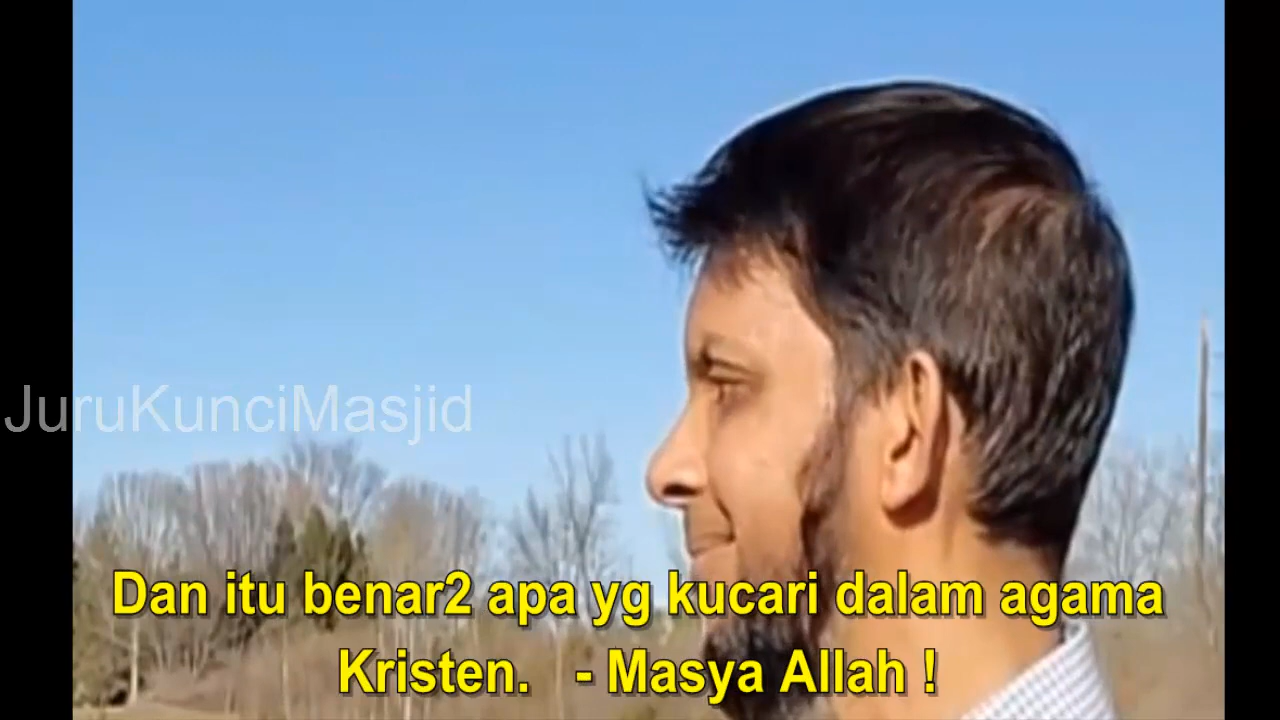 JuruKunciMasjid
Dan itu benar2 apa yg kucari dalam agama
Kristen. - Masya Allah !